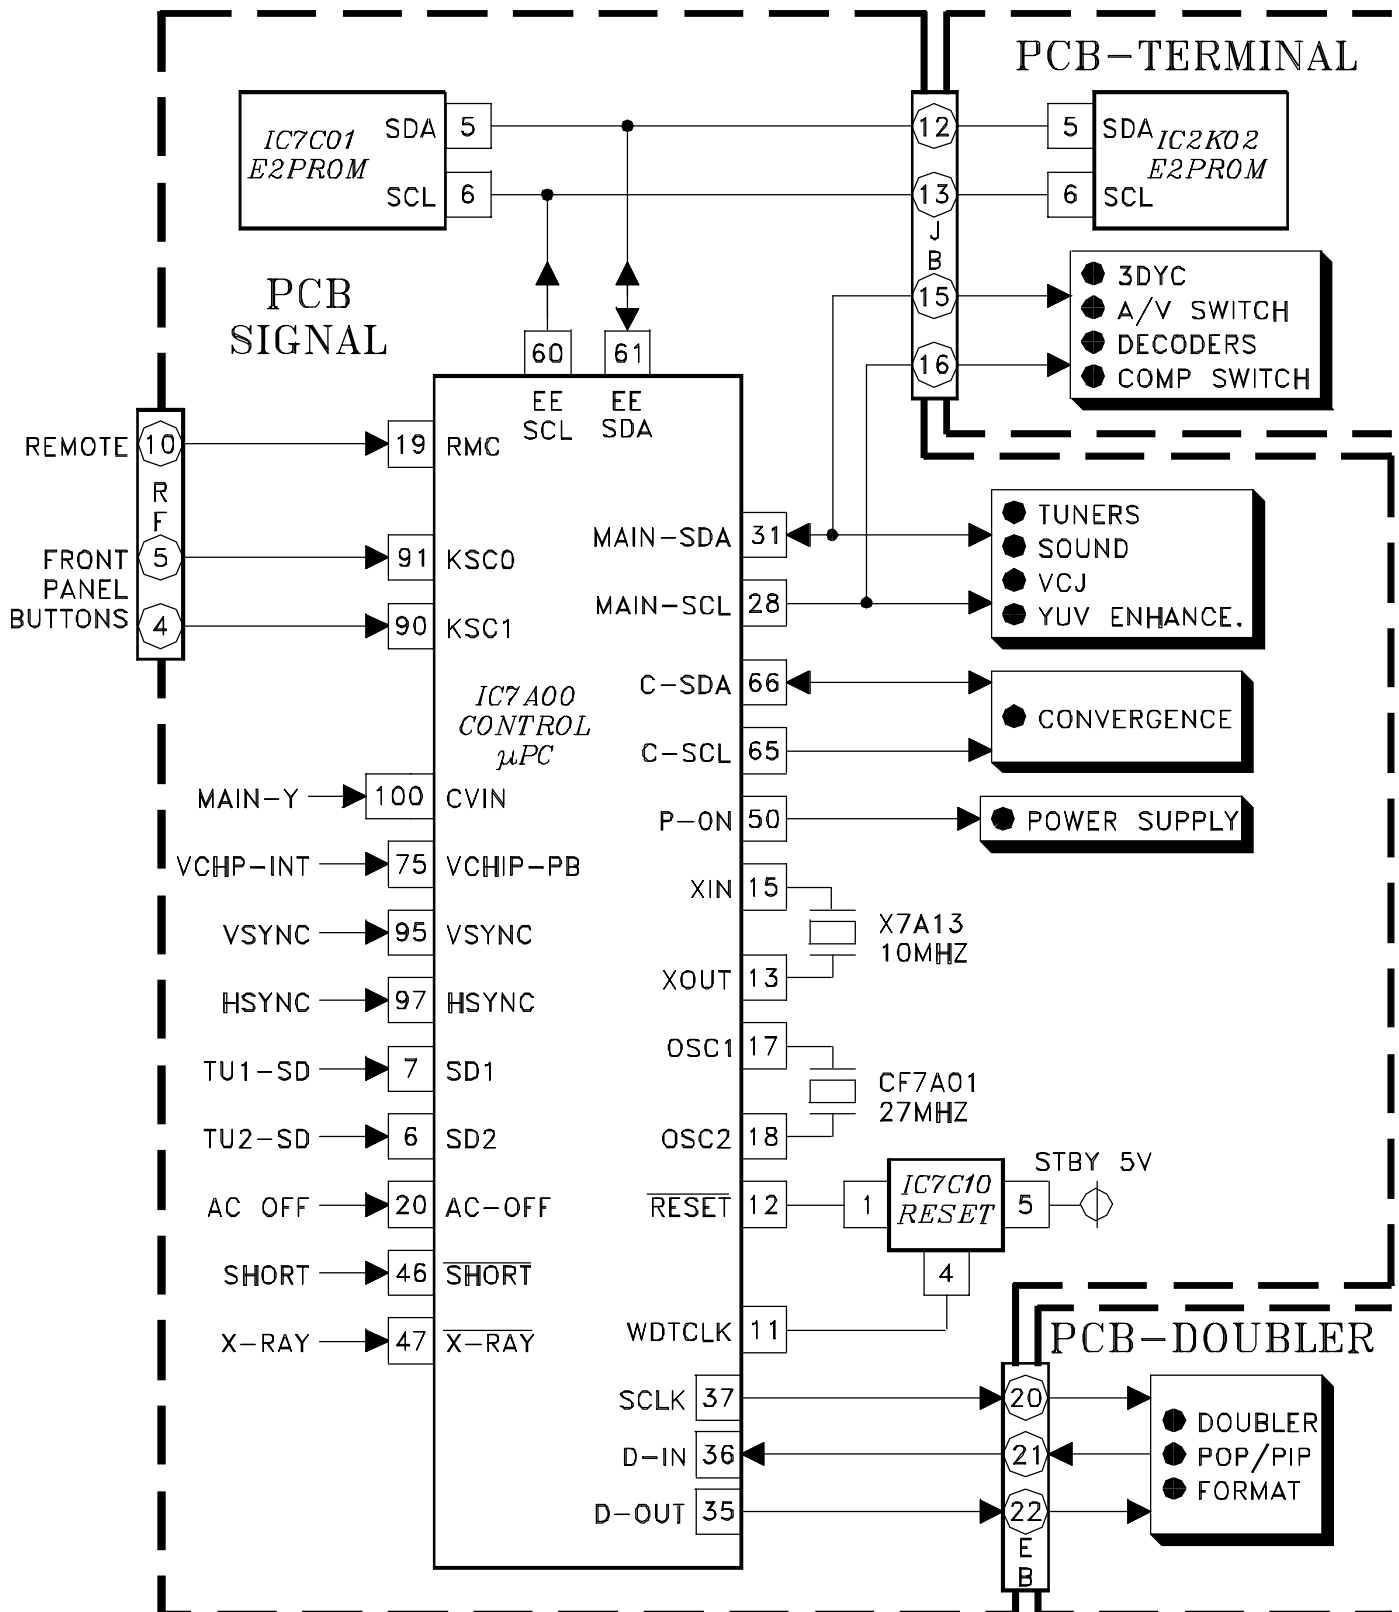 PCB-TERMINAL
IC7C01
E2PROM
SDA
5
SCL
6
12
13
J
B
15
16
5
SDA
6
SCL
IC2K02
E2PROM
3DYC
A/V SWITCH
DECODERS
COMP SWITCH
PCB
SIGNAL
60
61
EE
SCL
EE
SDA
REMOTE
10
R
F
5
4
FRONT
PANEL
BUTTONS
19
RMC
91
KSC0
90
KSC1
IC7A00
CONTROL
µPC
MAIN-SDA
31
MAIN-SCL
28
TUNERS
SOUND
VCJ
YUV ENHANCE.
C-SDA
66
C-SCL
65
CONVERGENCE
P-ON
50
POWER SUPPLY
MAIN-Y
100
CVIN
VCHP-INT
75
VCHIP-PB
VSYNC
95
VSYNC
HSYNC
97
HSYNC
TU1-SD
7
SD1
TU2-SD
6
SD2
AC OFF
20
AC-OFF
SHORT
46
SHORT
X-RAY
47
X-RAY
XIN
15
XOUT
13
X7A13
10MHZ
OSC1
17
OSC2
18
CF7A01
27MHZ
RESET
12
1
IC7C10
RESET
5
STBY 5V
4
WDTCLK
11
PCB-DOUBLER
SCLK
37
20
D-IN
36
21
D-OUT
35
22
E
B
DOUBLER
POP/PIP
FORMAT